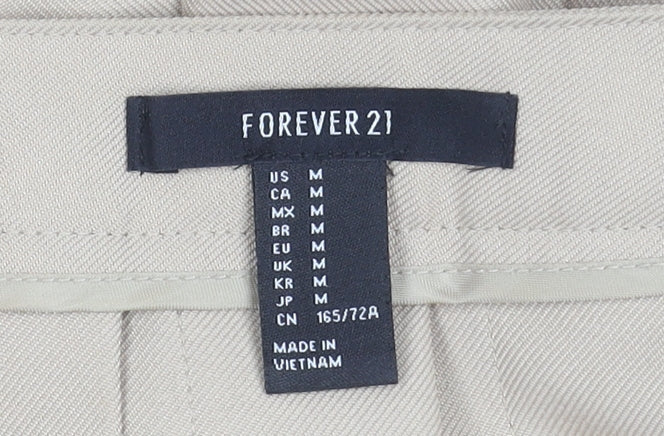 FOREVER 21
US M
CA M
MX M
BR M
EU M
UK M
KR M
JP M
CN 165/72A
MADE IN
VIETNAM